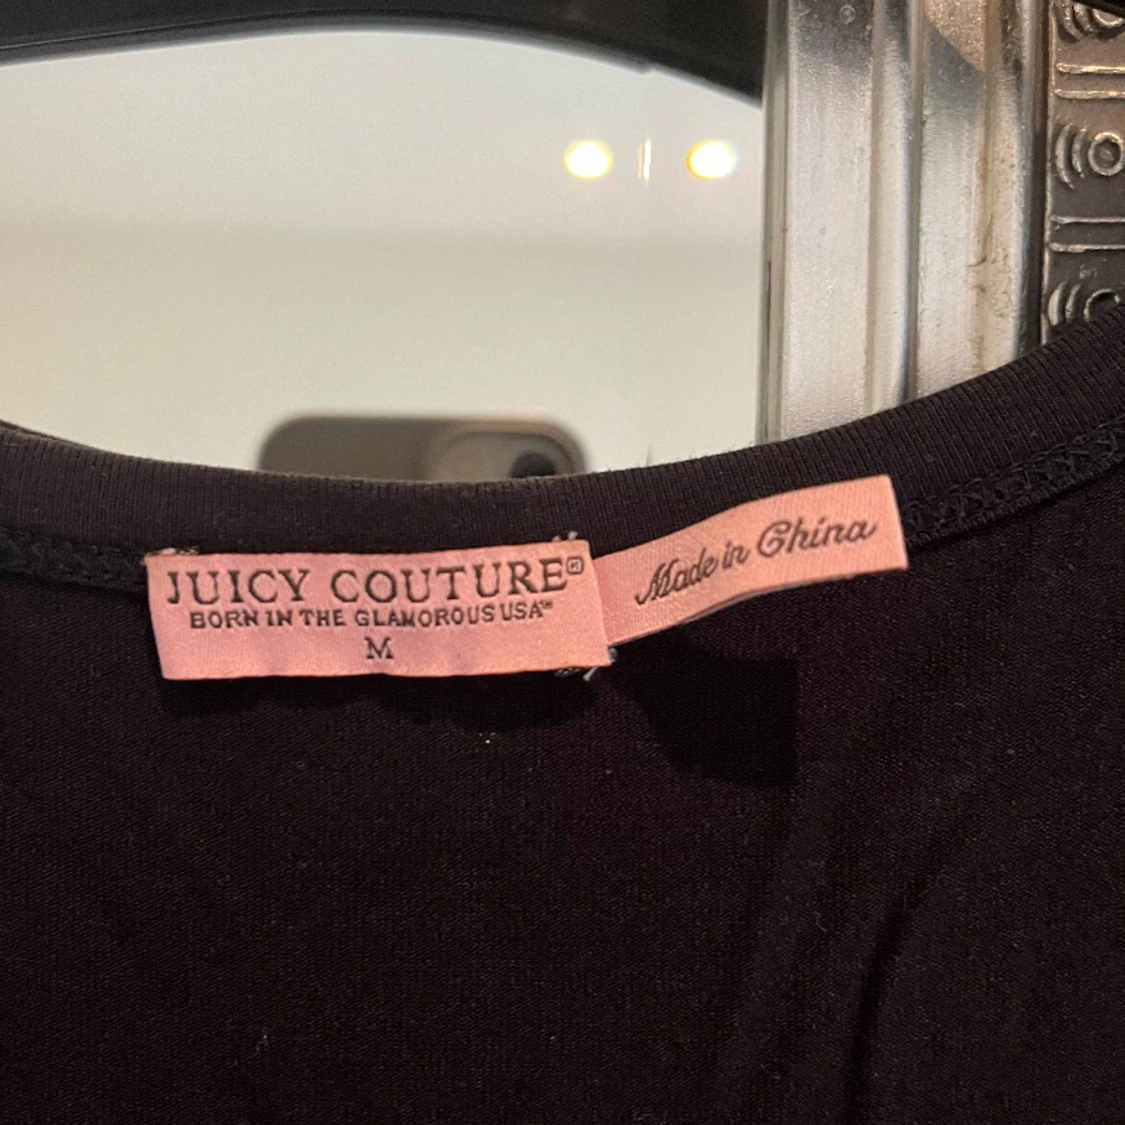 JUICY COUTURE®
BORN IN THE GLAMOROUS USA™
M
Made in China